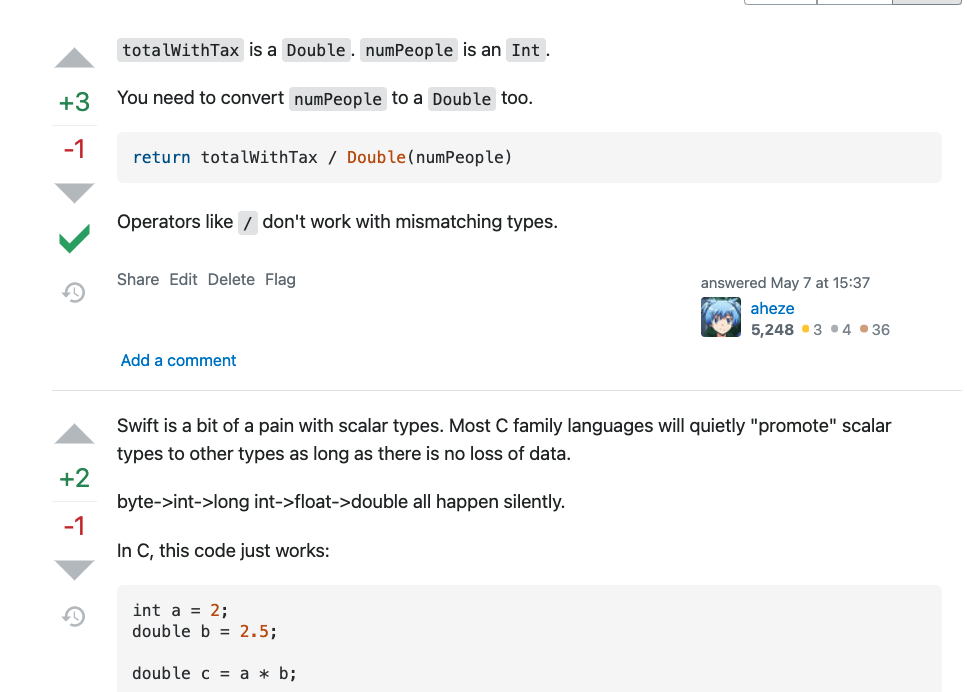 totalWithTax is a Double. numPeople is an Int.
+3
You need to convert numPeople to a Double too.
-1
return totalWithTax / Double(numPeople)
Operators like / don't work with mismatching types.
Share Edit Delete Flag
answered May 7 at 15:37
aheze
5,248 3 4 36
Add a comment
Swift is a bit of a pain with scalar types. Most C family languages will quietly "promote" scalar
types to other types as long as there is no loss of data.
+2
byte->int->long int->float->double all happen silently.
-1
In C, this code just works:
int a = 2;
double b = 2.5;
double c = a * b;